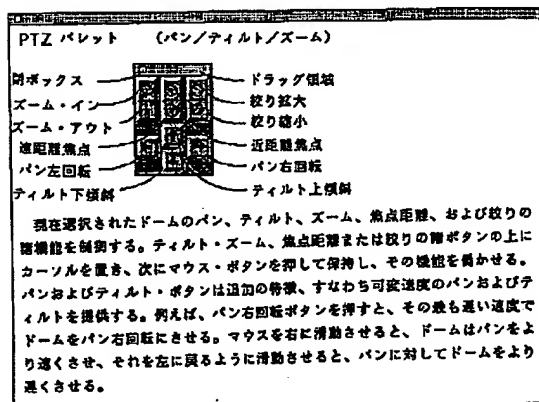 PTZ パレット （パン／ティルト／ズーム）
閉ボックス
ドラッグ領域
ズーム・イン
絞り拡大
ズーム・アウト
絞り縮小
遠距離焦点
近距離焦点
パン左回転
パン右回転
ティルト下傾斜
ティルト上傾斜
現在選択されたドームのパン、ティルト、ズーム、焦点距離、および絞りの
諸機能を制御する。ティルト・ズーム、焦点距離または絞りの諸ボタンの上に
カーソルを置き、次にマウス・ボタンを押して保持し、その機能を働かせる。
パンおよびティルト・ボタンは追加の特徴、すなわち可変速度のパンおよびテ
ィルトを提供する。例えば、パン右回転ボタンを押すと、その最も遅い速度で
ドームをパン右回転にさせる。マウスを右に滑動させると、ドームはパンをよ
り速くさせ、それを左に戻るように滑動させると、パンに対してドームをより
遅くさせる。